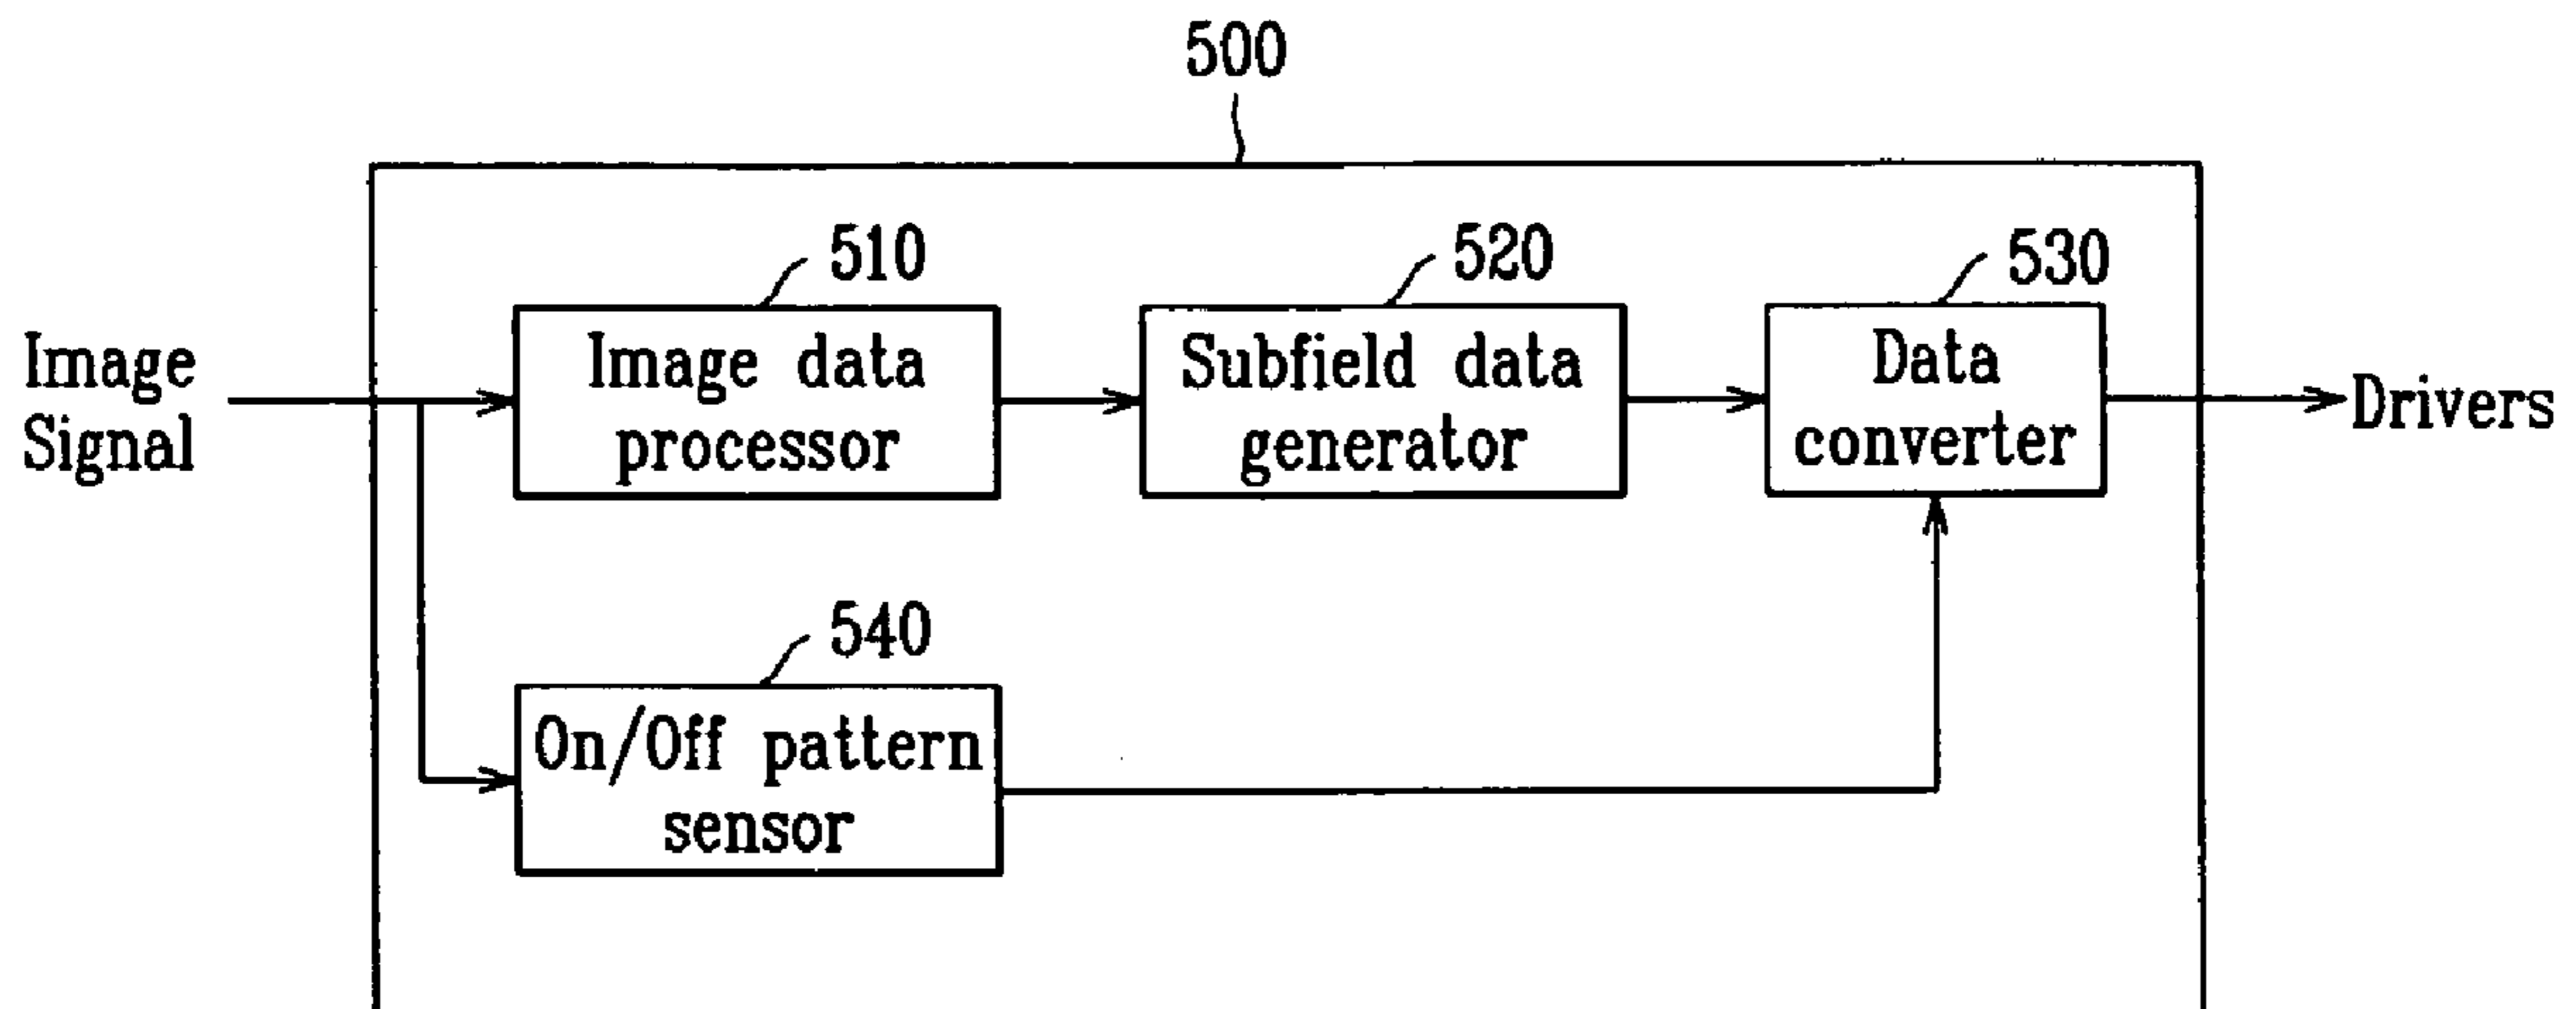 500
510
520
530
Image
Signal
Image data
processor
Subfield data
generator
Data
converter
Drivers
540
On/Off pattern
sensor